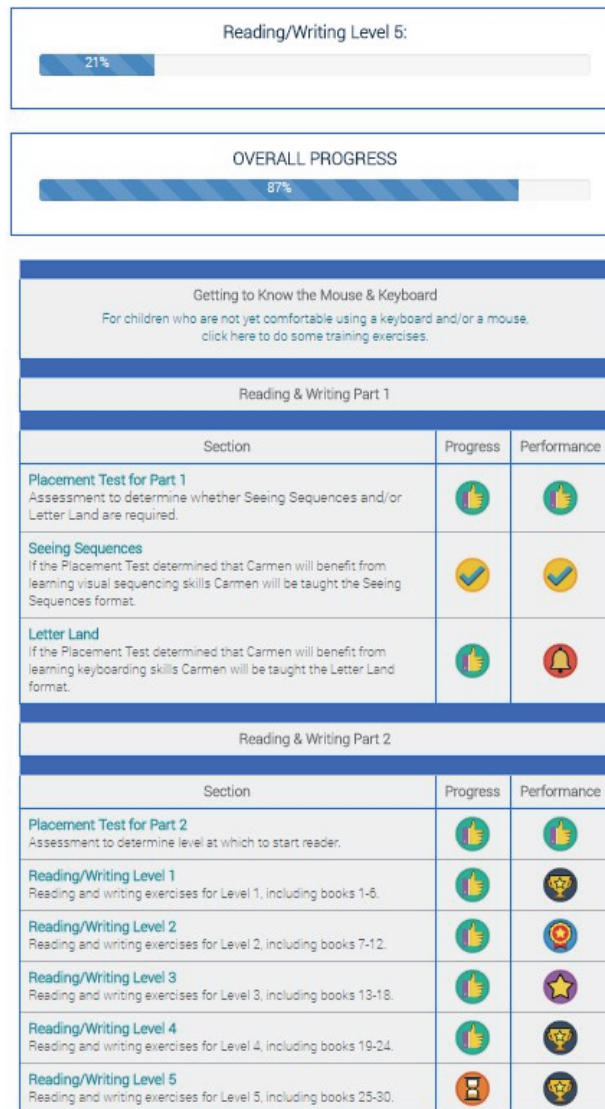 Reading/Writing Level 5:
21%
OVERALL PROGRESS
87%
Getting to Know the Mouse & Keyboard
For children who are not yet comfortable using a keyboard and/or a mouse,
click here to do some training exercises.
Reading & Writing Part 1
Section Progress Performance
Placement Test for Part 1
Assessment to determine whether Seeing Sequences and/or
Letter Land are required.
Seeing Sequences
If the Placement Test determined that Carmen will benefit from
learning visual sequencing skills Carmen will be taught the Seeing
Sequences format.
Letter Land
If the Placement Test determined that Carmen will benefit from
learning keyboarding skills Carmen will be taught the Letter Land
format.
Reading & Writing Part 2
Section Progress Performance
Placement Test for Part 2
Assessment to determine level at which to start reader.
Reading/Writing Level 1
Reading and writing exercises for Level 1, including books 1-6.
Reading/Writing Level 2
Reading and writing exercises for Level 2, including books 7-12.
Reading/Writing Level 3
Reading and writing exercises for Level 3, including books 13-18.
Reading/Writing Level 4
Reading and writing exercises for Level 4, including books 19-24.
Reading/Writing Level 5
Reading and writing exercises for Level 5, including books 25-30.